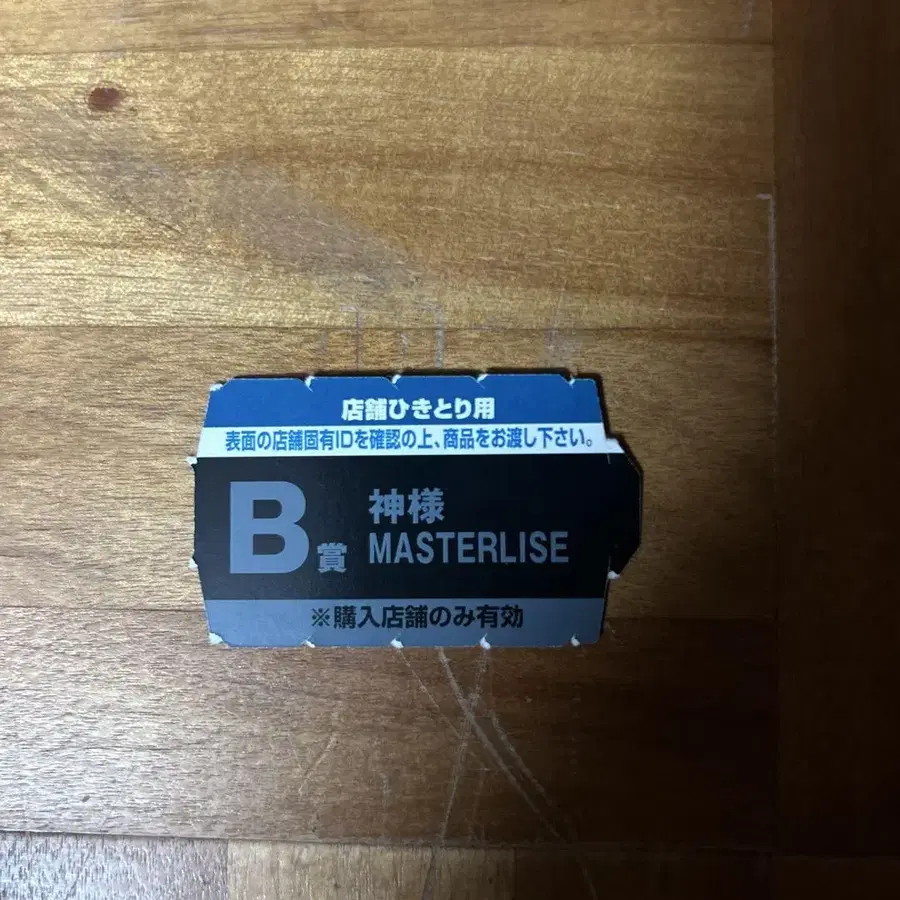 店舗ひきとり用
表面の店舗固有IDを確認の上、商品をお渡し下さい。
B賞
神様
MASTERLISE
※購入店舗のみ有効